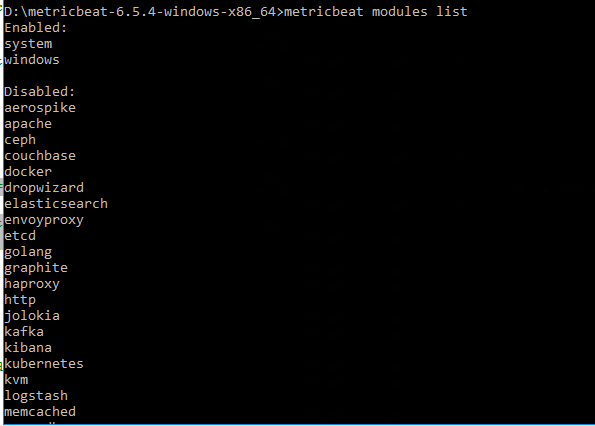 D:\metricbeat-6.5.4-windows-x86_64>metricbeat modules list
Enabled:
system
windows
Disabled:
aerospike
apache
ceph
couchbase
docker
dropwizard
elasticsearch
envoyproxy
etcd
golang
graphite
haproxy
http
jolokia
kafka
kibana
kubernetes
kvm
logstash
memcached